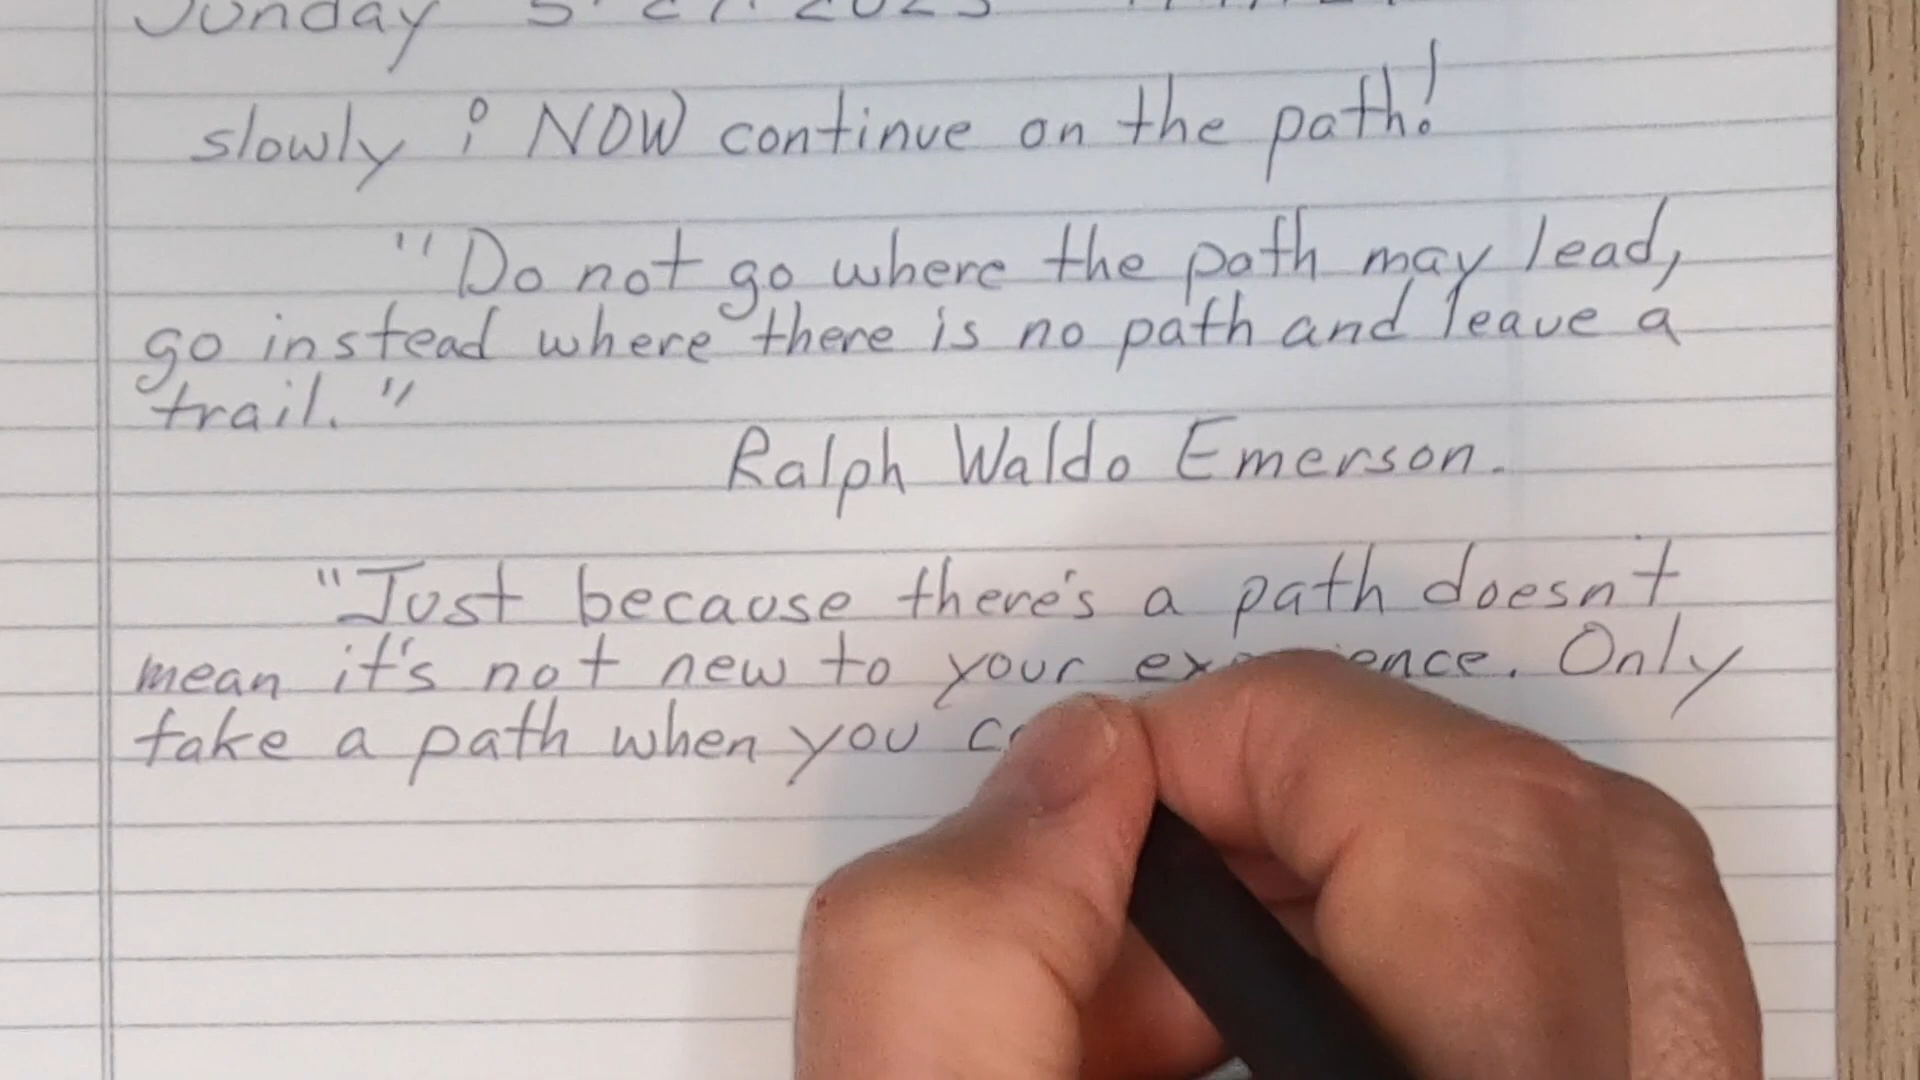 Sunday
slowly ; NOW continue on the path!
"Do not go where the path may lead,
go instead where there is no path and leave a
trail."
Ralph Waldo Emerson.
"Just because there's a path doesn't
mean it's not new to your Only
take a path when you